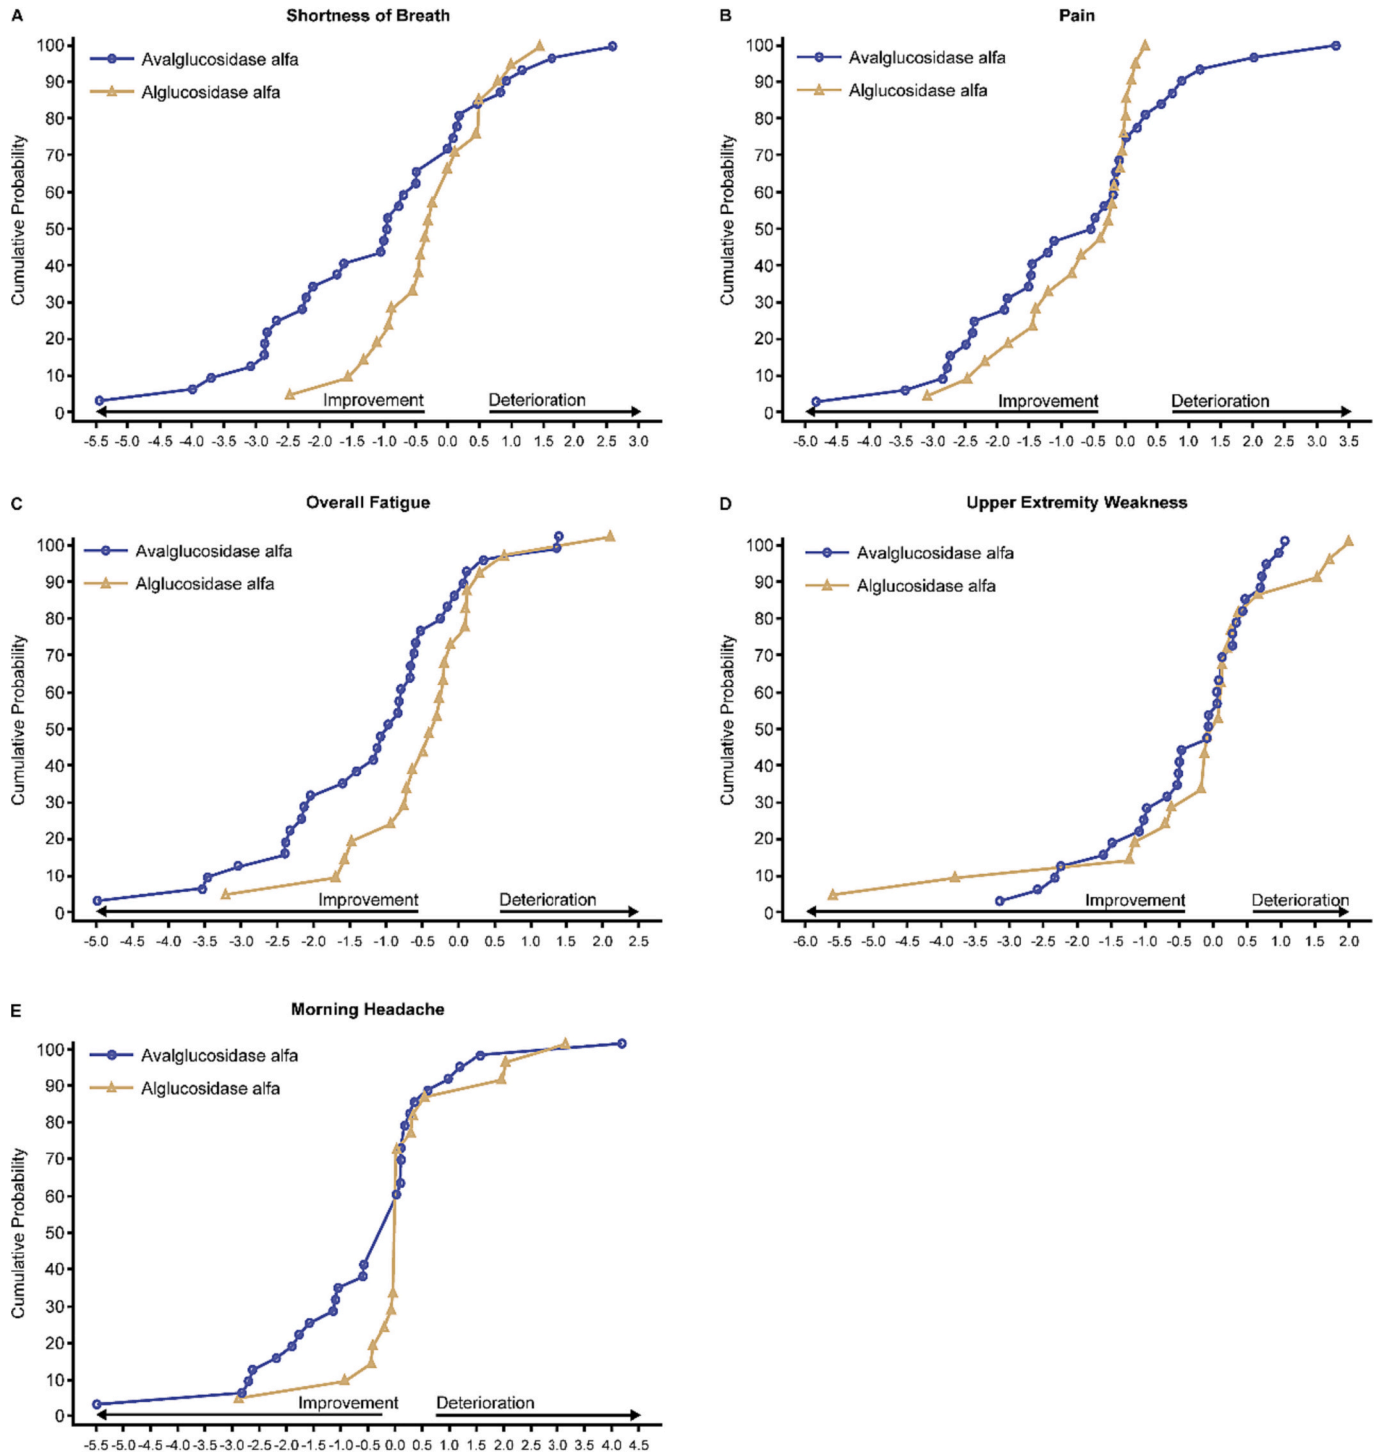 A
Shortness of Breath
Avalglucosidase alfa
Alglucosidase alfa
Cumulative Probability
100
90
80
70
60
50
40
30
20
10
0
Improvement
Deterioration
-5.5 -5.0 -4.5 -4.0 -3.5 -3.0 -2.5 -2.0 -1.5 -1.0 -0.5 0.0 0.5 1.0 1.5 2.0 2.5 3.0
B
Pain
Avalglucosidase alfa
Alglucosidase alfa
Cumulative Probability
100
90
80
70
60
50
40
30
20
10
0
Improvement
Deterioration
-5.0 -4.5 -4.0 -3.5 -3.0 -2.5 -2.0 -1.5 -1.0 -0.5 0.0 0.5 1.0 1.5 2.0 2.5 3.0 3.5
C
Overall Fatigue
Avalglucosidase alfa
Alglucosidase alfa
Cumulative Probability
100
90
80
70
60
50
40
30
20
10
0
Improvement
Deterioration
-5.0 -4.5 -4.0 -3.5 -3.0 -2.5 -2.0 -1.5 -1.0 -0.5 0.0 0.5 1.0 1.5 2.0 2.5
D
Upper Extremity Weakness
Avalglucosidase alfa
Alglucosidase alfa
Cumulative Probability
100
90
80
70
60
50
40
30
20
10
0
Improvement
Deterioration
-6.0 -5.5 -5.0 -4.5 -4.0 -3.5 -3.0 -2.5 -2.0 -1.5 -1.0 -0.5 0.0 0.5 1.0 1.5 2.0
E
Morning Headache
Avalglucosidase alfa
Alglucosidase alfa
Cumulative Probability
100
90
80
70
60
50
40
30
20
10
0
Improvement
Deterioration
-5.5 -5.0 -4.5 -4.0 -3.5 -3.0 -2.5 -2.0 -1.5 -1.0 -0.5 0.0 0.5 1.0 1.5 2.0 2.5 3.0 3.5 4.0 4.5